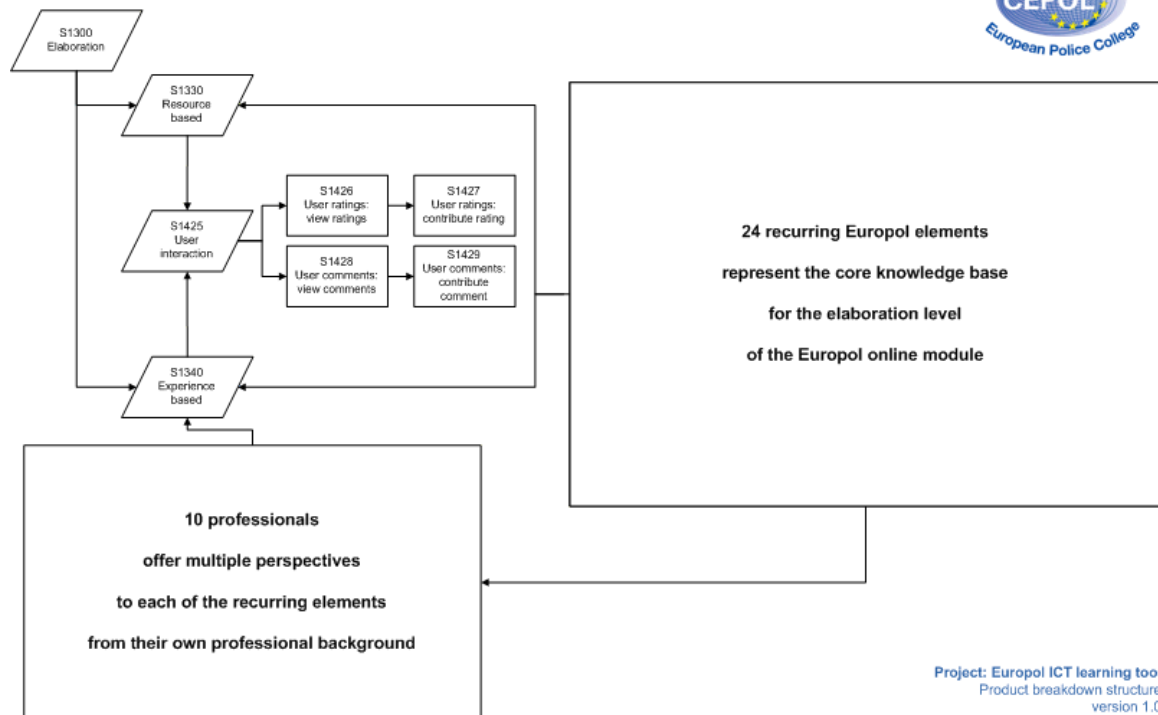 CEPOL
European Police College
S1300
Elaboration
S1330
Resource
based
S1426
User ratings:
view ratings
S1427
User ratings:
contribute rating
S1425
User
interaction
S1428
User comments:
view comments
S1429
User comments:
contribute
comment
S1340
Experience
based
24 recurring Europol elements
represent the core knowledge base
for the elaboration level
of the Europol online module
10 professionals
offer multiple perspectives
to each of the recurring elements
from their own professional background
Project: Europol ICT learning too
Product breakdown structure
version 1.0